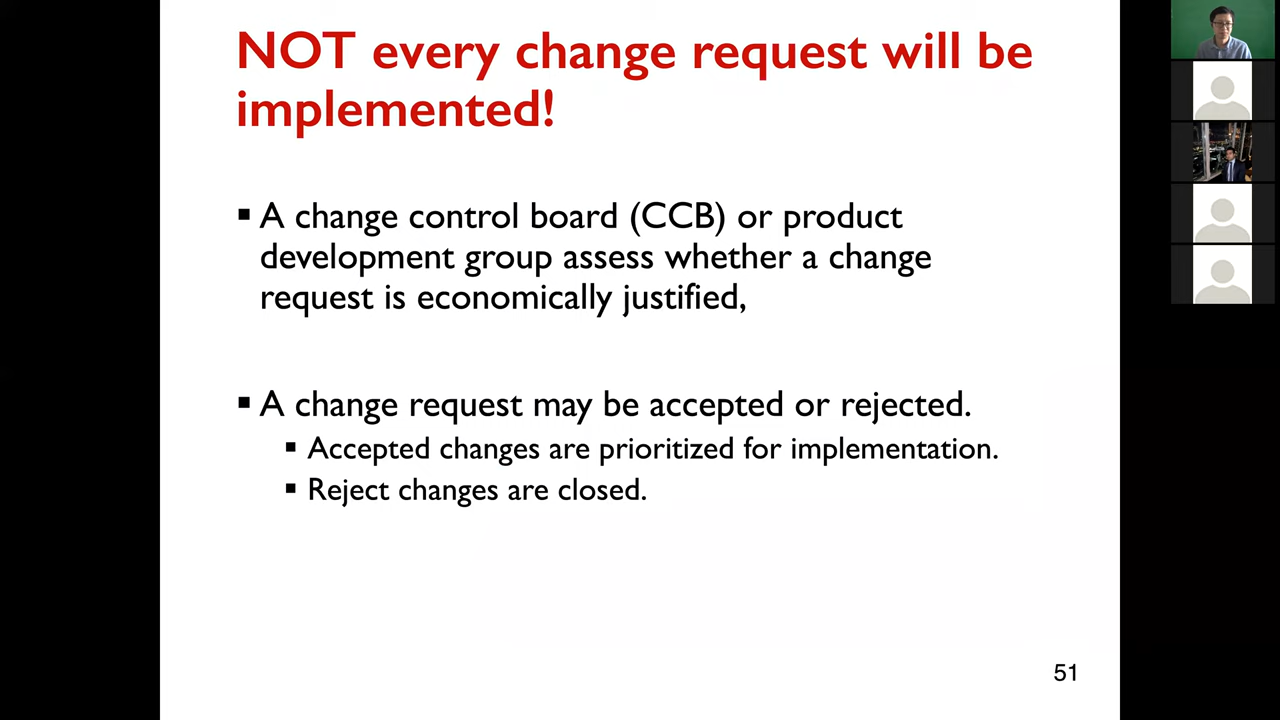 NOT every change request will be
implemented!
▪ A change control board (CCB) or product
development group assess whether a change
request is economically justified,
▪ A change request may be accepted or rejected.
▪ Accepted changes are prioritized for implementation.
▪ Reject changes are closed.
51